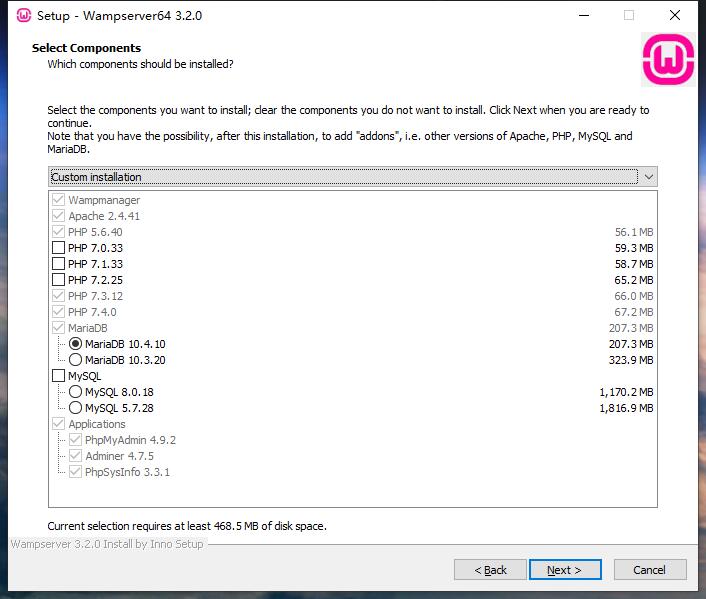 Setup - Wampserver64 3.2.0
Select Components
Which components should be installed?
Select the components you want to install; clear the components you do not want to install. Click Next when you are ready to
continue.
Note that you have the possibility, after this installation, to add "addons", i.e. other versions of Apache, PHP, MySQL and
MariaDB.
Custom installation
Wampmanager
Apache 2.4.41
PHP 5.6.40 56.1 MB
PHP 7.0.33 59.3 MB
PHP 7.1.33 58.7 MB
PHP 7.2.25 65.2 MB
PHP 7.3.12 66.0 MB
PHP 7.4.0 67.2 MB
MariaDB 207.3 MB
MariaDB 10.4.10 207.3 MB
MariaDB 10.3.20 323.9 MB
MySQL
MySQL 8.0.18 1,170.2 MB
MySQL 5.7.28 1,816.9 MB
Applications
PhpMyAdmin 4.9.2
Adminer 4.7.5
PhpSysInfo 3.3.1
Current selection requires at least 468.5 MB of disk space.
Wampserver 3.2.0 Install by Inno Setup
< Back Next > Cancel